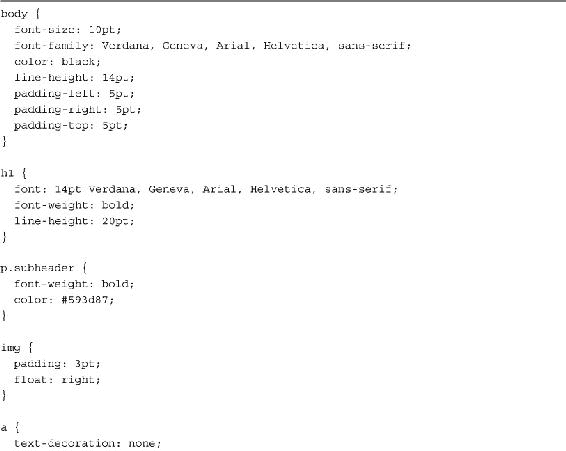 body {
  font-size: 10pt;
  font-family: Verdana, Geneva, Arial, Helvetica, sans-serif;
  color: black;
  line-height: 14pt;
  padding-left: 5pt;
  padding-right: 5pt;
  padding-top: 5pt;
}

h1 {
  font: 14pt Verdana, Geneva, Arial, Helvetica, sans-serif;
  font-weight: bold;
  line-height: 20pt;
}

p.subheader {
  font-weight: bold;
  color: #593d87;
}

img {
  padding: 3pt;
  float: right;
}

a {
  text-decoration: none;